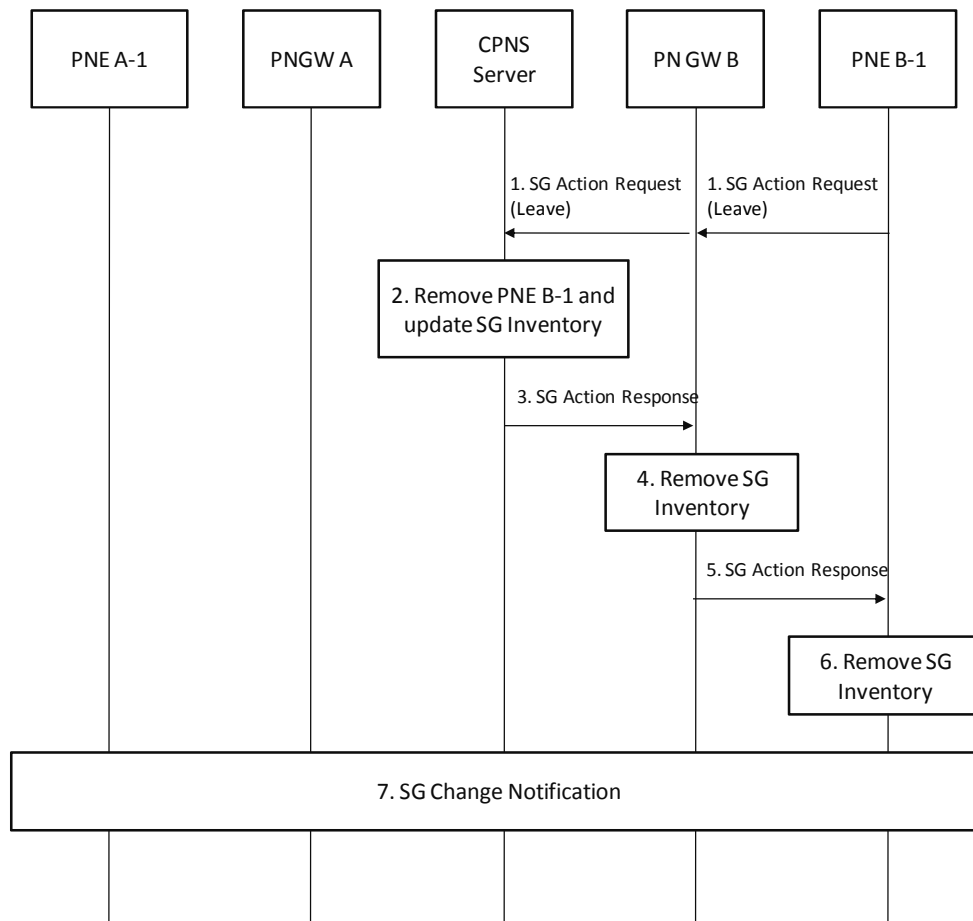 PNE A-1
PNGW A
CPNS
Server
PN GW B
PNE B-1
1. SG Action Request
(Leave)
1. SG Action Request
(Leave)
2. Remove PNE B-1 and
update SG Inventory
3. SG Action Response
4. Remove SG
Inventory
5. SG Action Response
6. Remove SG
Inventory
7. SG Change Notification